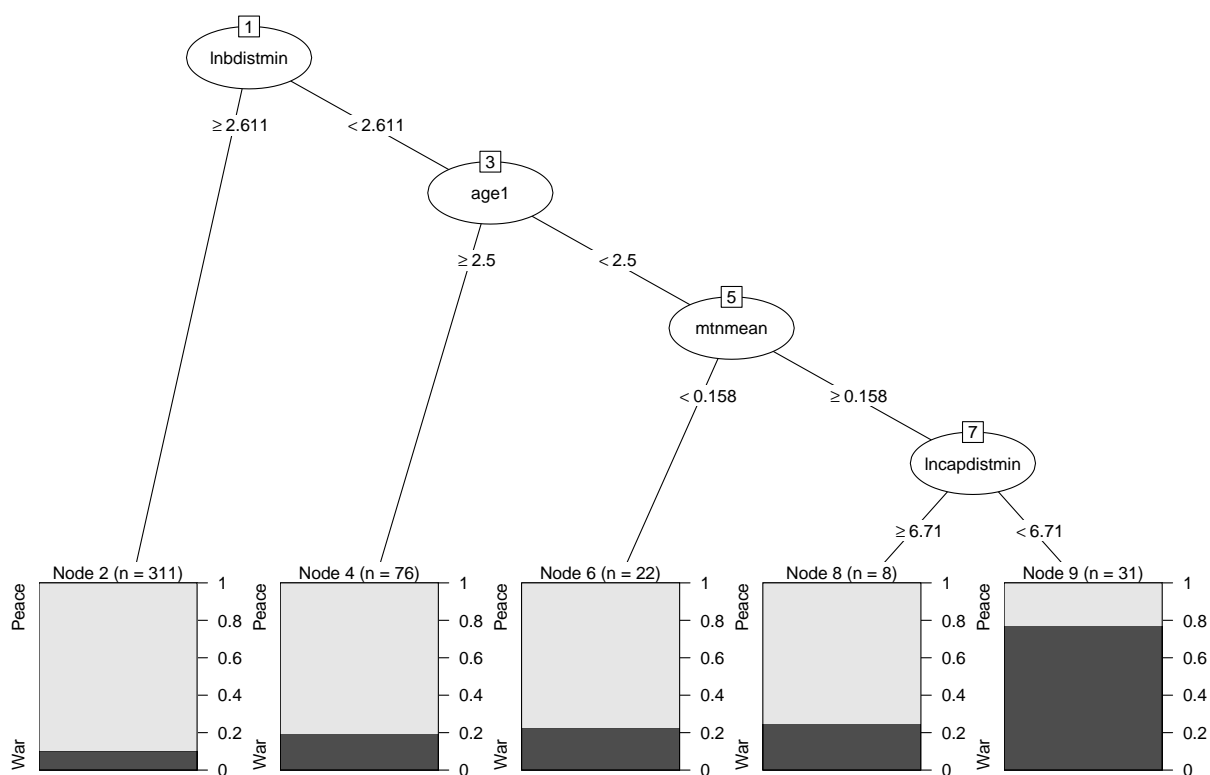 1
lnbdistmin
≥ 2.611
< 2.611
3
age1
≥ 2.5
< 2.5
5
mtnmean
< 0.158
≥ 0.158
7
lncapdistmin
≥ 6.71
< 6.71
Node 2 (n = 311)
Peace
War
1
0.8
0.6
0.4
0.2
0
Node 4 (n = 76)
Peace
War
1
0.8
0.6
0.4
0.2
0
Node 6 (n = 22)
Peace
War
1
0.8
0.6
0.4
0.2
0
Node 8 (n = 8)
Peace
War
1
0.8
0.6
0.4
0.2
0
Node 9 (n = 31)
Peace
War
1
0.8
0.6
0.4
0.2
0